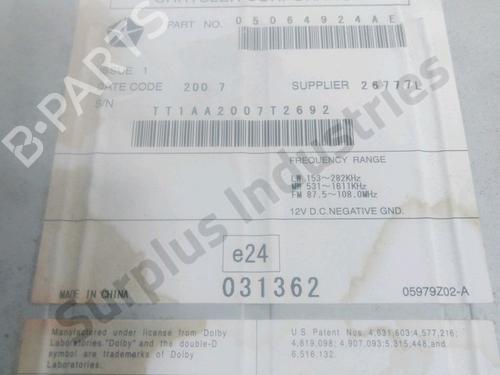 CHRYSLER CORPORATION
PART NO. 05064924AE
ISSUE 1
DATE CODE 200 7 SUPPLIER 26777L
S/N TT1AA2007T2692
FREQUENCY RANGE
LW 153~282KHz
MW 531~1611KHz
FM 87.5~108.0MHz
12V D.C.NEGATIVE GND.
e24
031362
MADE IN CHINA 05979Z02-A
Manufactured under license from Dolby
Laboratories."Dolby" and the double-D
symbol are trademarks of Dolby
Laboratories.
U.S. Patent Nos. 4,631,603;4,577,216;
4,819,098; 4,907,093;5,315,448,and
6,516,132.
B-PARTS
Surplus Industries